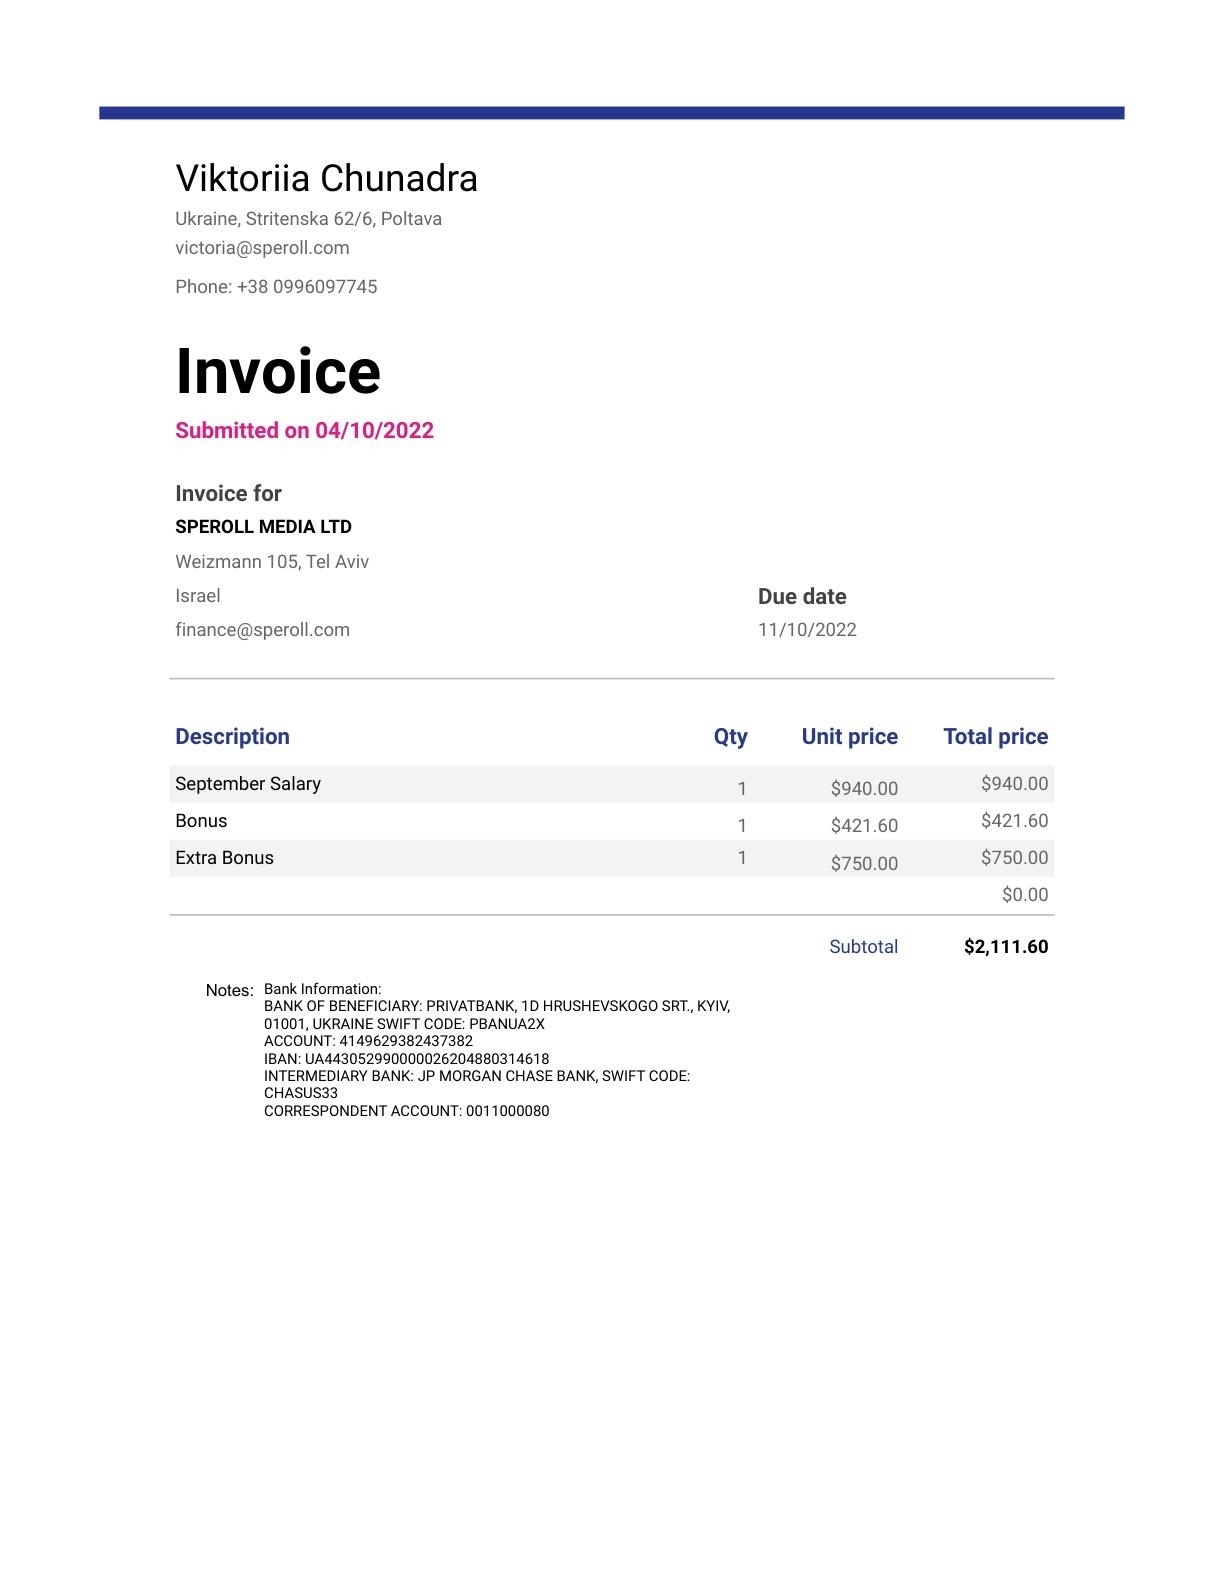 Viktoriia Chunadra
Ukraine, Stritenska 62/6, Poltava
victoria@speroll.com
Phone: +38 0996097745
Invoice
Submitted on 04/10/2022
Invoice for
SPEROLL MEDIA LTD
Weizmann 105, Tel Aviv
Israel Due date
finance@speroll.com 11/10/2022
Description Qty Unit price Total price
September Salary 1 $940.00 $940.00
Bonus 1 $421.60 $421.60
Extra Bonus 1 $750.00 $750.00
$0.00
Subtotal $2,111.60
Notes: Bank Information:
BANK OF BENEFICIARY: PRIVATBANK, 1D HRUSHEVSKOGO SRT., KYIV,
01001, UKRAINE SWIFT CODE: PBANUA2X
ACCOUNT: 4149629382437382
IBAN: UA443052990000026204880314618
INTERMEDIARY BANK: JP MORGAN CHASE BANK, SWIFT CODE:
CHASUS33
CORRESPONDENT ACCOUNT: 0011000080